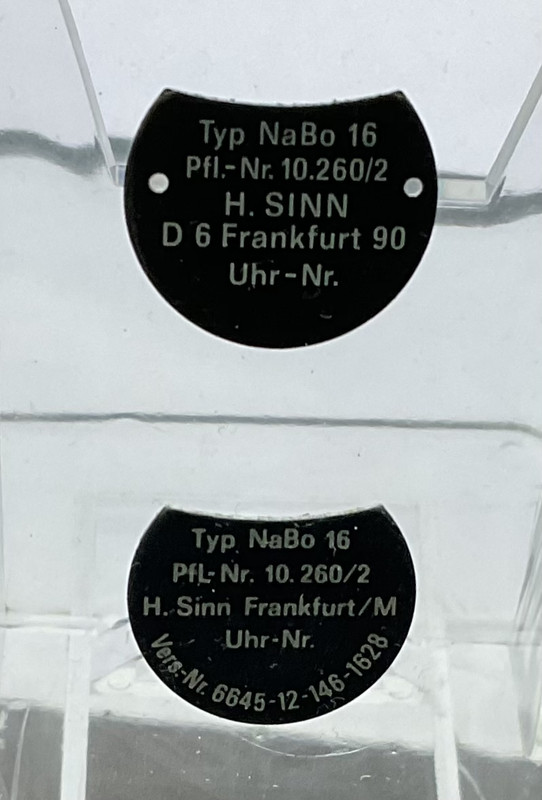 Typ NaBo 16
Pfl.-Nr. 10.260/2
H. SINN
D 6 Frankfurt 90
Uhr-Nr.
Typ NaBo 16
Pfl-Nr. 10.260/2
H. Sinn Frankfurt/M
Uhr-Nr.
Vers-Nr. 6645-12-146-1628